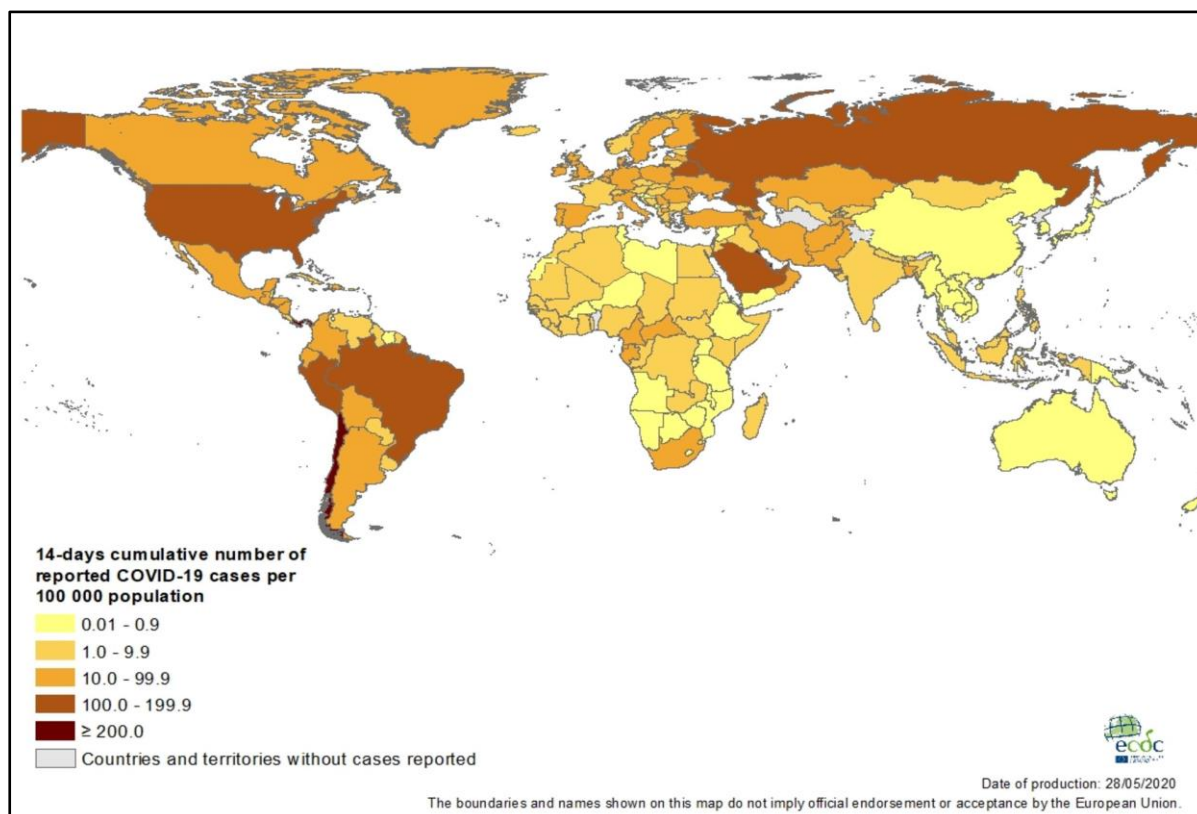 14-days cumulative number of
reported COVID-19 cases per
100 000 population
0.01 - 0.9
1.0 - 9.9
10.0 - 99.9
100.0 - 199.9
≥ 200.0
Countries and territories without cases reported
ecdc
Date of production: 28/05/2020
The boundaries and names shown on this map do not imply official endorsement or acceptance by the European Union.